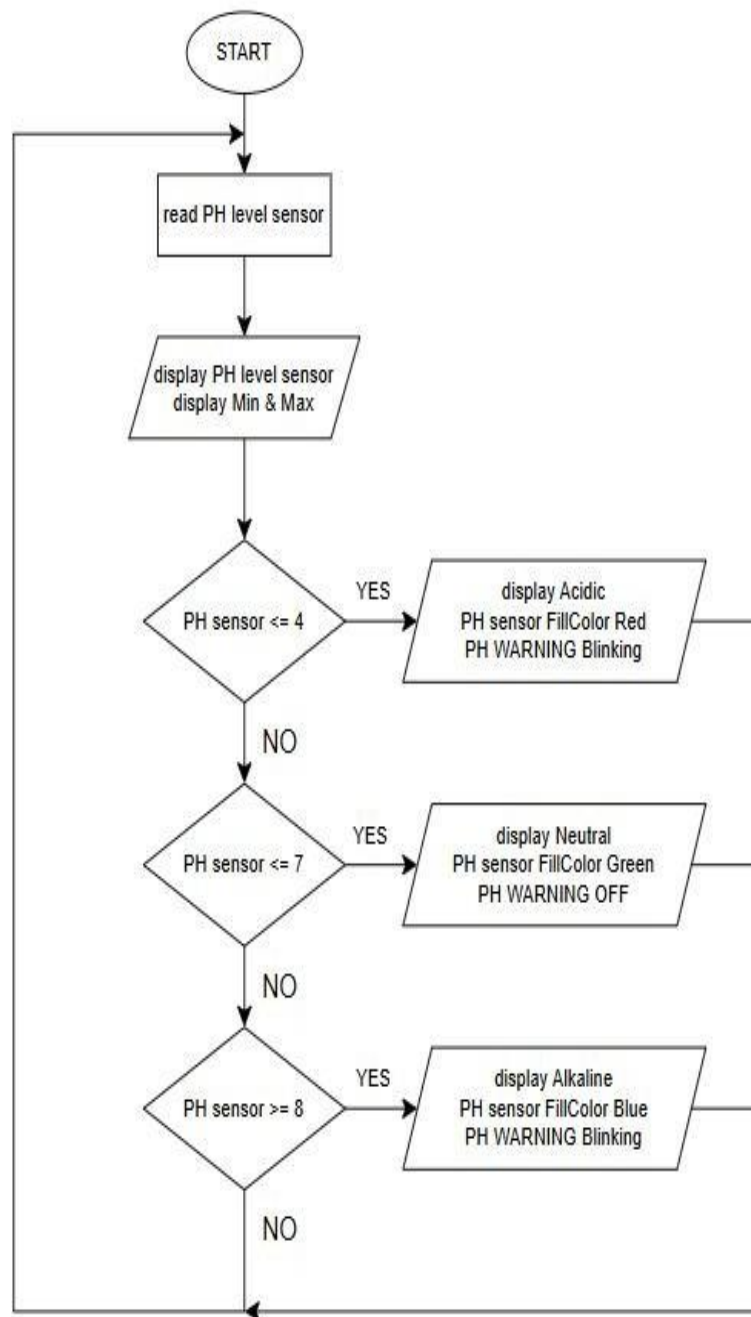 START
read PH level sensor
display PH level sensor
display Min & Max
PH sensor <= 4
YES
display Acidic
PH sensor FillColor Red
PH WARNING Blinking
NO
PH sensor <= 7
YES
display Neutral
PH sensor FillColor Green
PH WARNING OFF
NO
PH sensor >= 8
YES
display Alkaline
PH sensor FillColor Blue
PH WARNING Blinking
NO